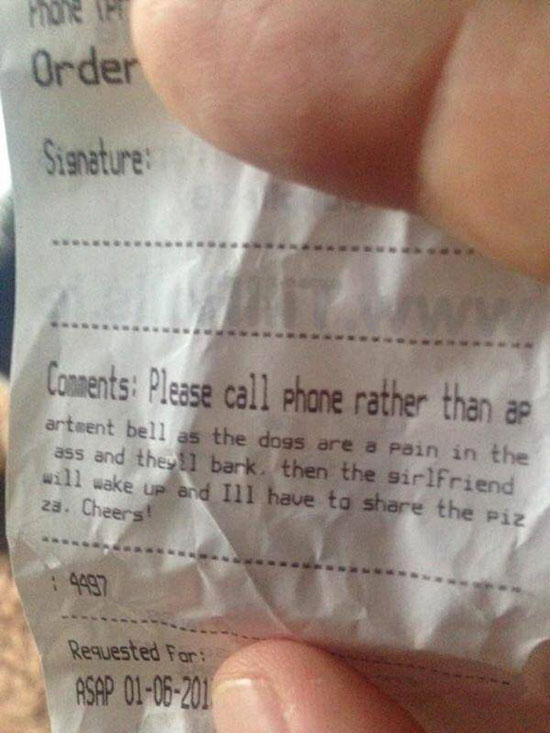 Phone
Order
Signature:
Comments: Please call phone rather than ap
artment bell as the dogs are a pain in the
ass and they'll bark. then the girlfriend
will wake up and Ill have to share the piz
za. Cheers!
: 4497
Requested For:
ASAP 01-06-201